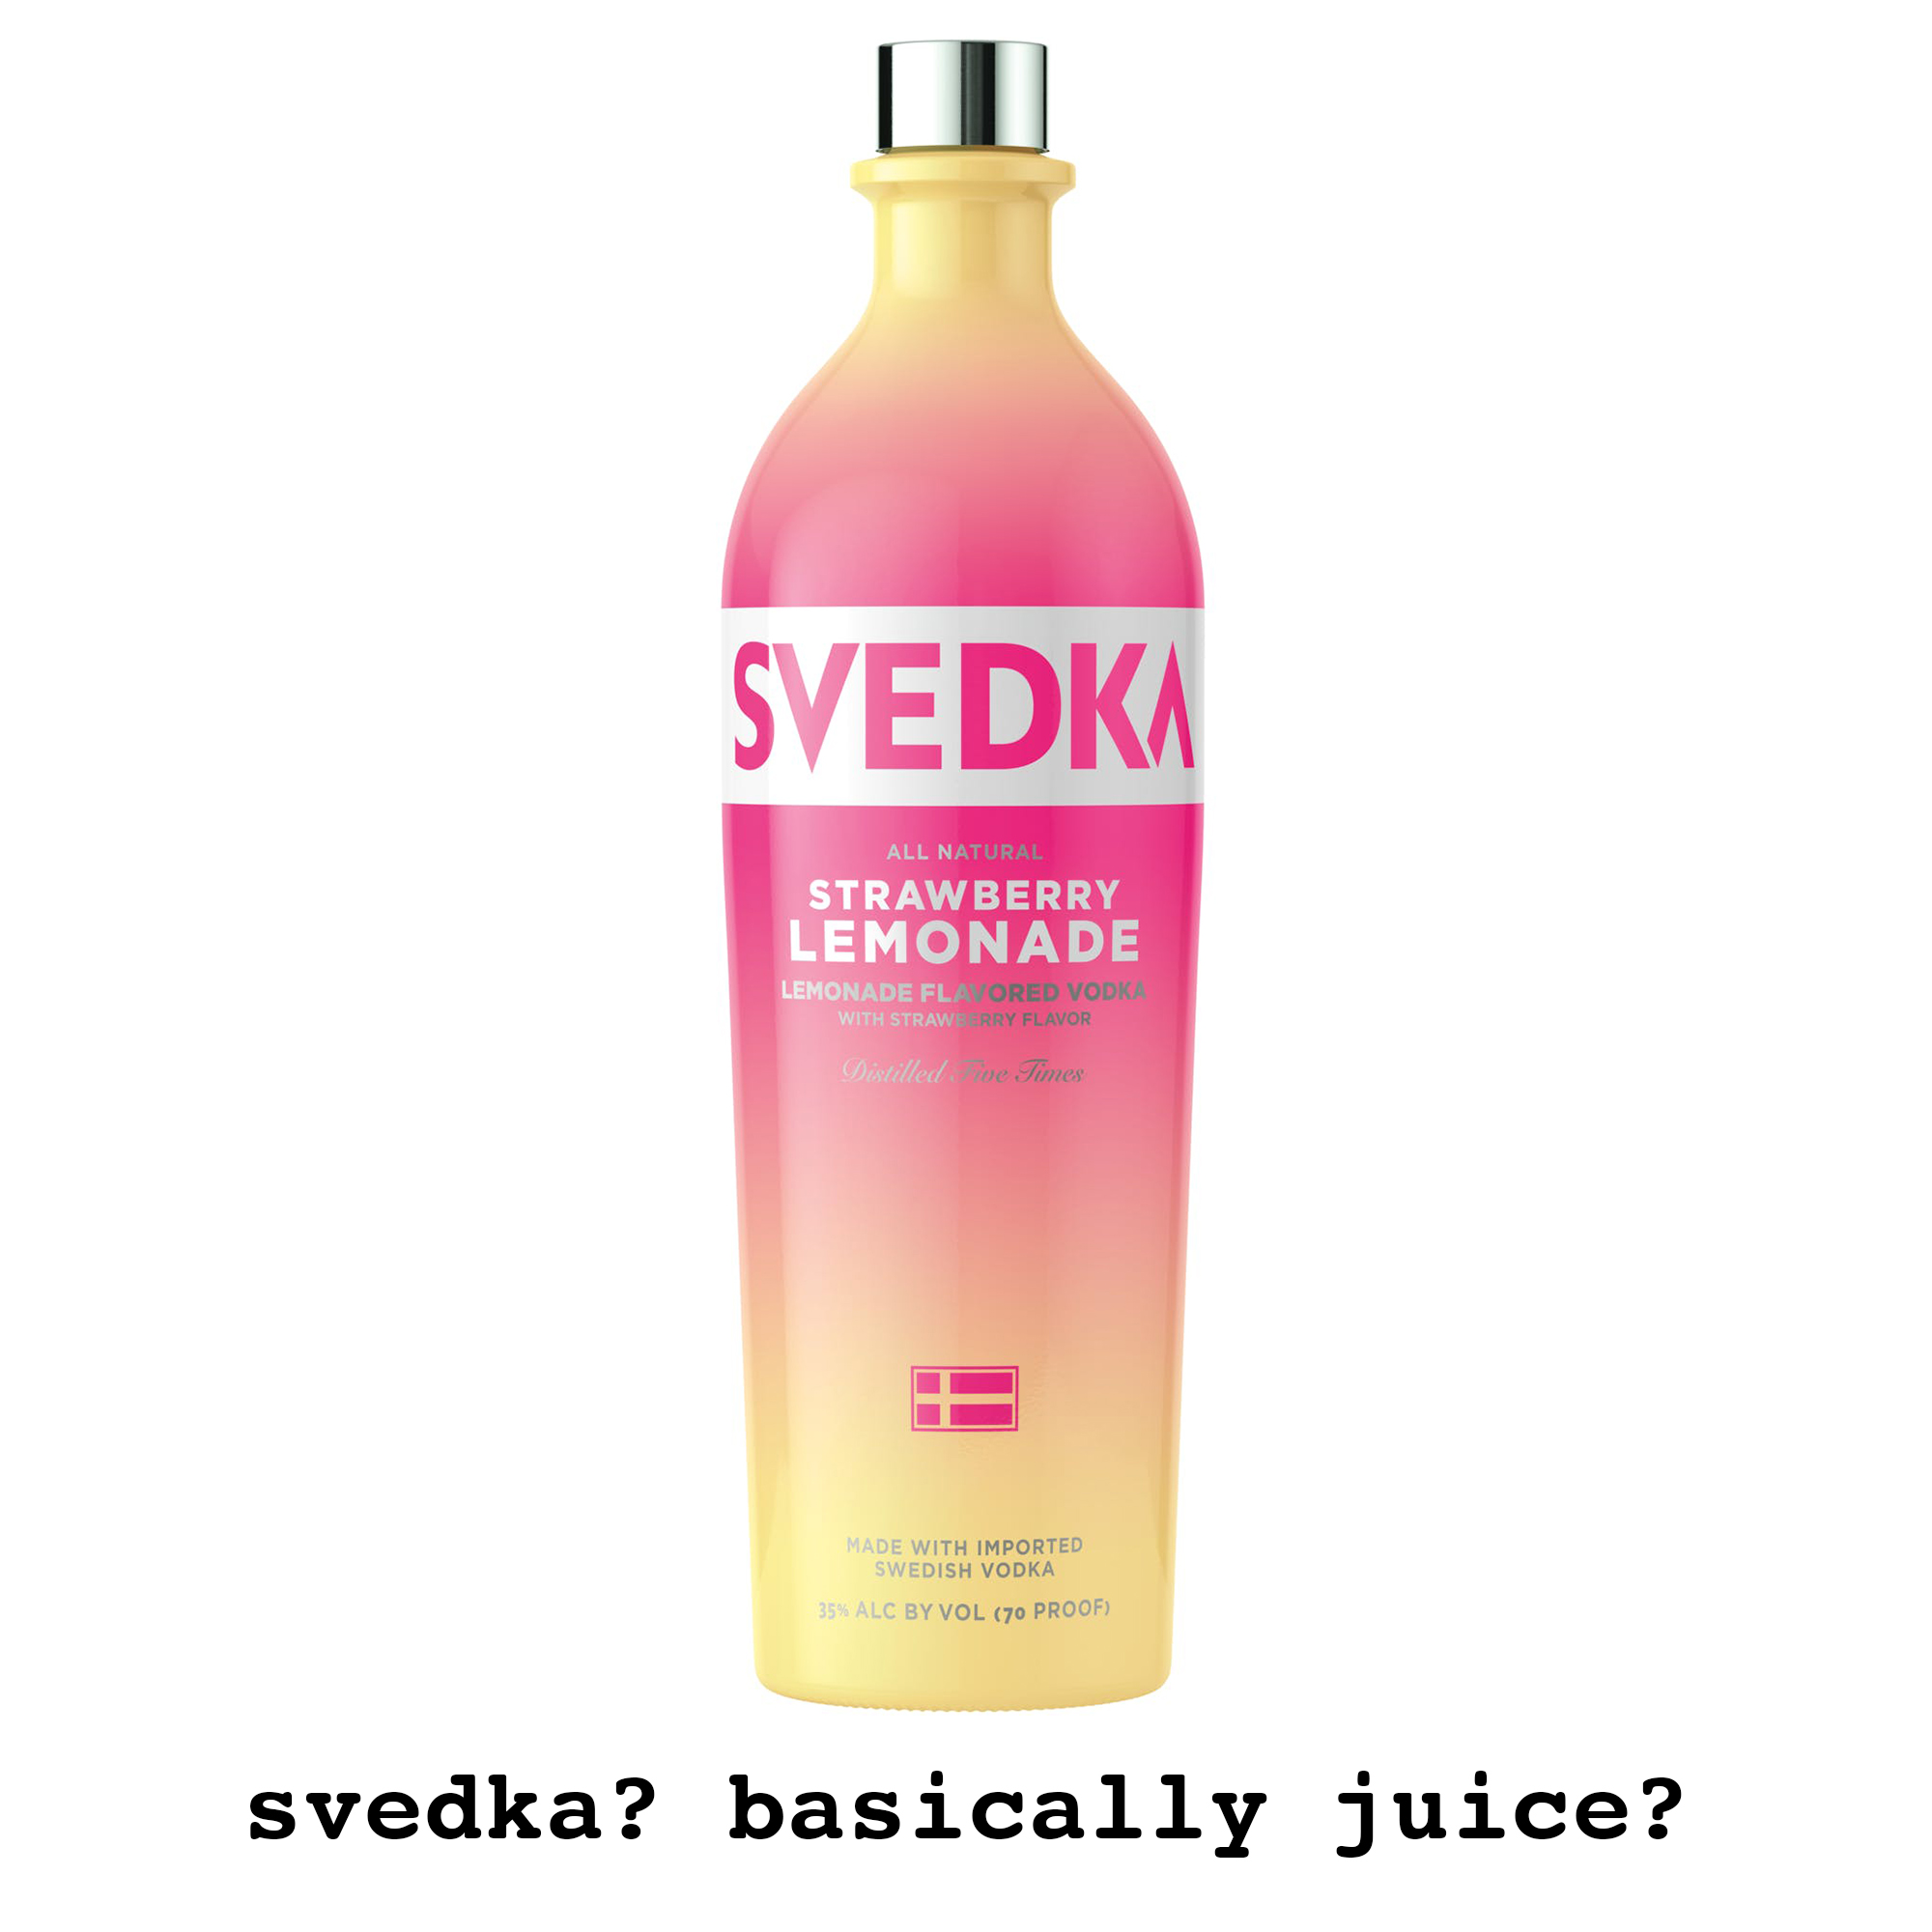 SVEDKA
ALL NATURAL
STRAWBERRY
LEMONADE
LEMONADE FLAVORED VODKA
WITH STRAWBERRY FLAVOR
Distilled Five Times
MADE WITH IMPORTED
SWEDISH VODKA
35% ALC BY VOL (70 PROOF)
svedka? basically juice?